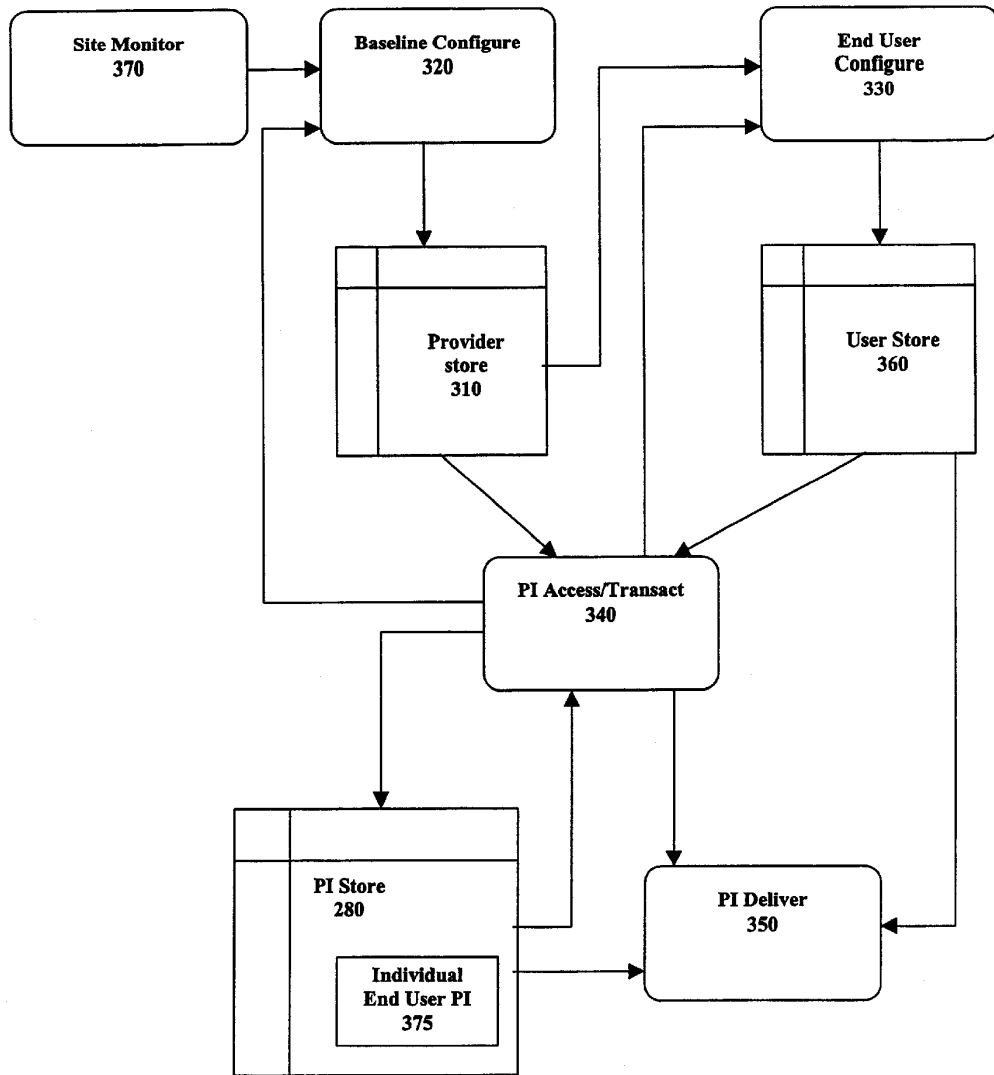 Site Monitor
370
Baseline Configure
320
End User
Configure
330
Provider
store
310
User Store
360
PI Access/Transact
340
PI Store
280
Individual
End User PI
375
PI Deliver
350